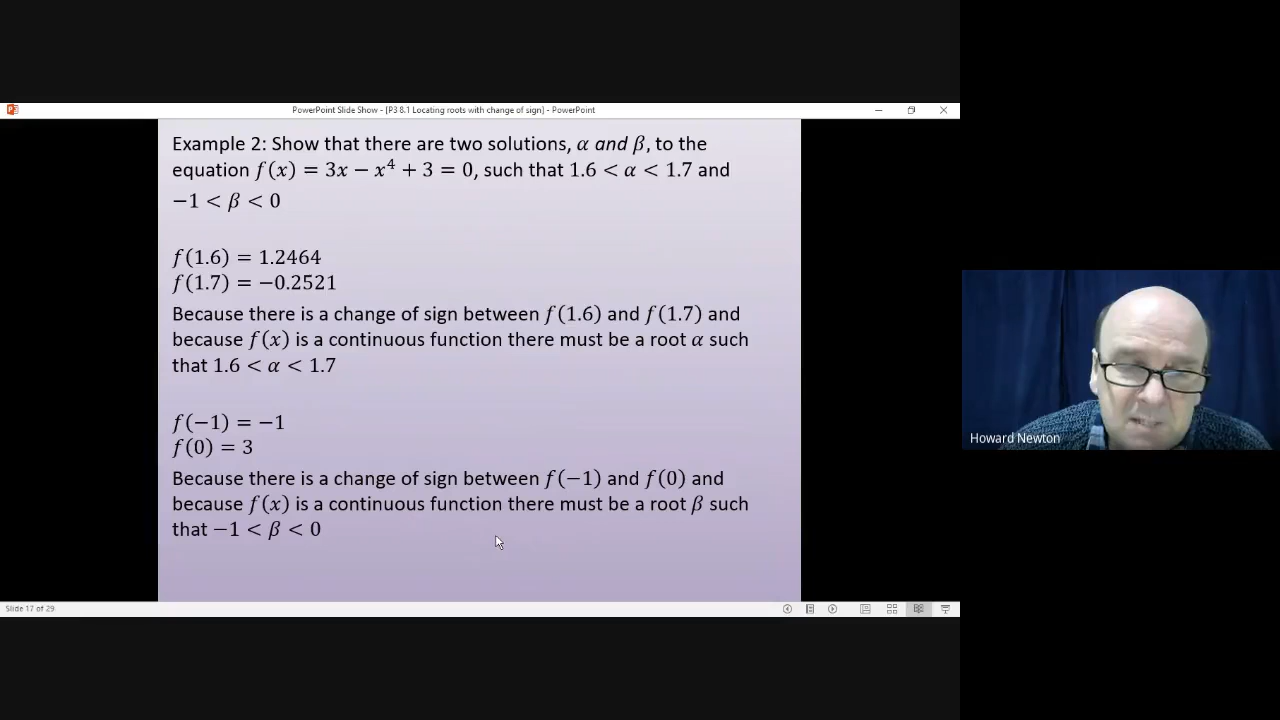 PowerPoint Slide Show - [P3 8.1 Locating roots with change of sign] - PowerPoint
Example 2: Show that there are two solutions, α and β, to the
equation f(x) = 3x − x⁴ + 3 = 0, such that 1.6 < α < 1.7 and
−1 < β < 0
f(1.6) = 1.2464
f(1.7) = −0.2521
Because there is a change of sign between f(1.6) and f(1.7) and
because f(x) is a continuous function there must be a root α such
that 1.6 < α < 1.7
f(−1) = −1
f(0) = 3
Because there is a change of sign between f(−1) and f(0) and
because f(x) is a continuous function there must be a root β such
that −1 < β < 0
Slide 17 of 29
Howard Newton